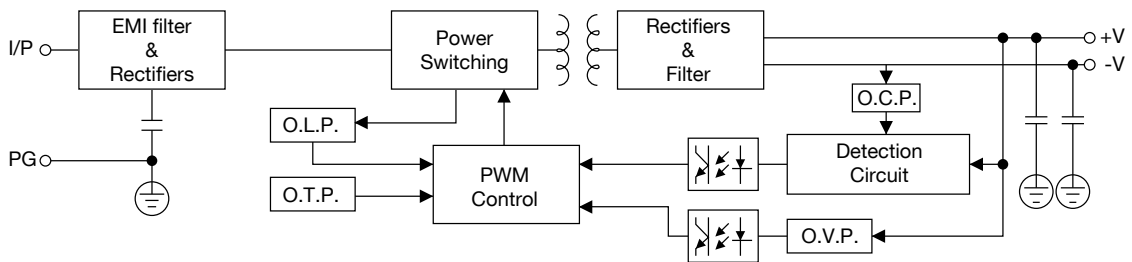 I/P
EMI filter
&
Rectifiers
Power
Switching
Rectifiers
&
Filter
+V
-V
O.C.P.
O.L.P.
PG
PWM
Control
Detection
Circuit
O.T.P.
O.V.P.